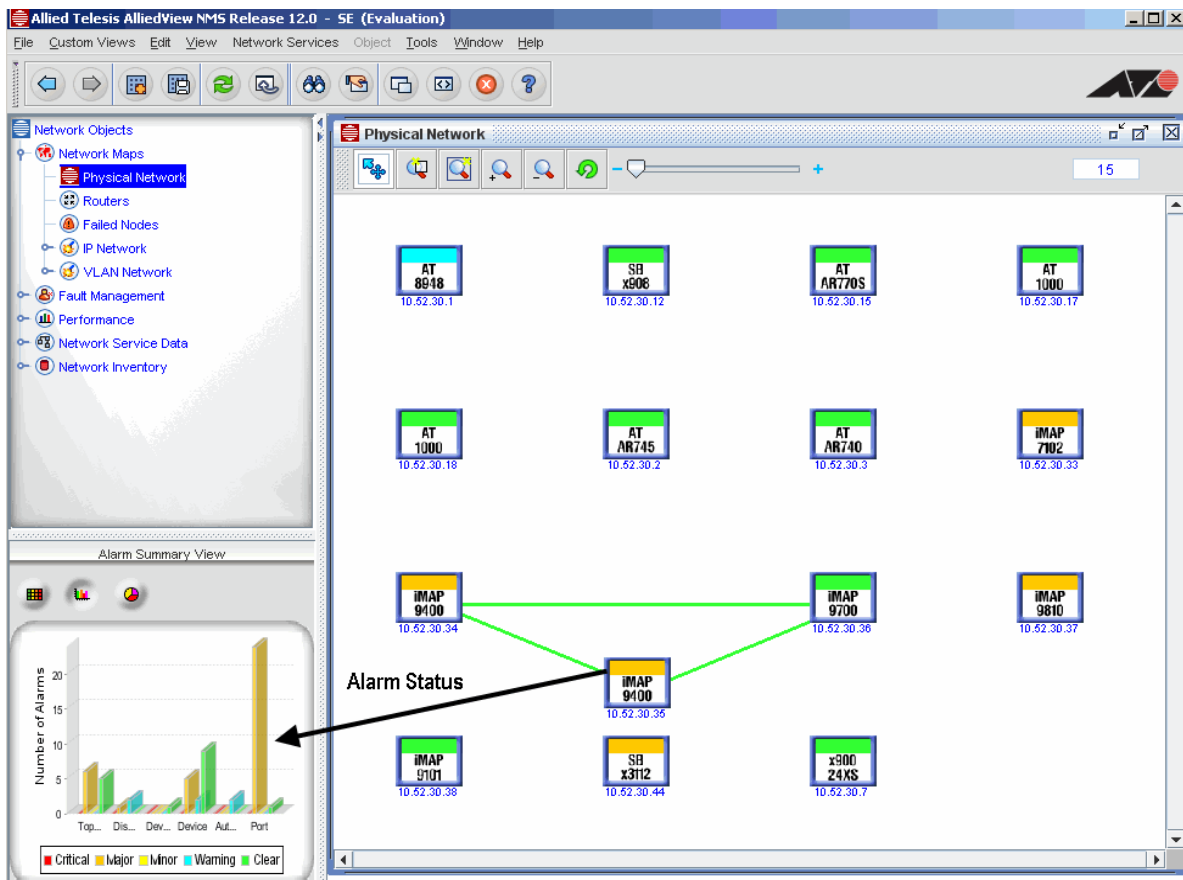 Allied Telesis AlliedView NMS Release 12.0 - SE (Evaluation)
File Custom Views Edit View Network Services Object Tools Window Help
Network Objects
Network Maps
Physical Network
Routers
Failed Nodes
IP Network
VLAN Network
Fault Management
Performance
Network Service Data
Network Inventory
Physical Network
15
AT
8948
10.52.30.1
SB
x908
10.52.30.12
AT
AR770S
10.52.30.15
AT
1000
10.52.30.17
AT
1000
10.52.30.18
AT
AR745
10.52.30.2
AT
AR740
10.52.30.3
iMAP
7102
10.52.30.33
iMAP
9400
10.52.30.34
iMAP
9700
10.52.30.36
iMAP
9810
10.52.30.37
iMAP
9400
10.52.30.35
iMAP
9101
10.52.30.38
SB
x3112
10.52.30.44
x900
24XS
10.52.30.7
Alarm Status
Alarm Summary View
Number of Alarms
20
15
10
5
0
Top... Dis... Dev... Device Aut... Port
Critical Major Minor Warning Clear